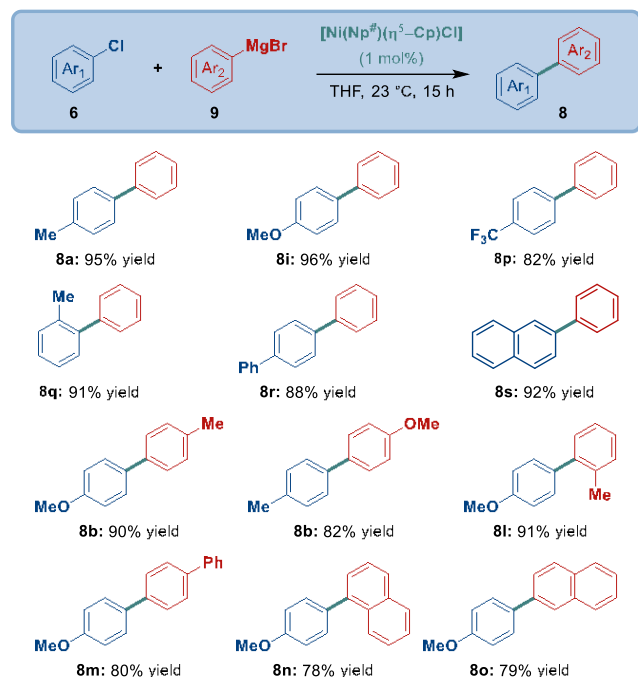 Cl
MgBr
[Ni(Np#)(η5–Cp)Cl]
Ar1
+
Ar2
(1 mol%)
Ar2
Ar1
THF, 23 °C, 15 h
6
9
8
Me
MeO
F3C
8a: 95% yield
8i: 96% yield
8p: 82% yield
Me
Ph
8q: 91% yield
8r: 88% yield
8s: 92% yield
Me
OMe
MeO
Me
MeO
Me
8b: 90% yield
8b: 82% yield
8l: 91% yield
Ph
MeO
MeO
MeO
8m: 80% yield
8n: 78% yield
8o: 79% yield